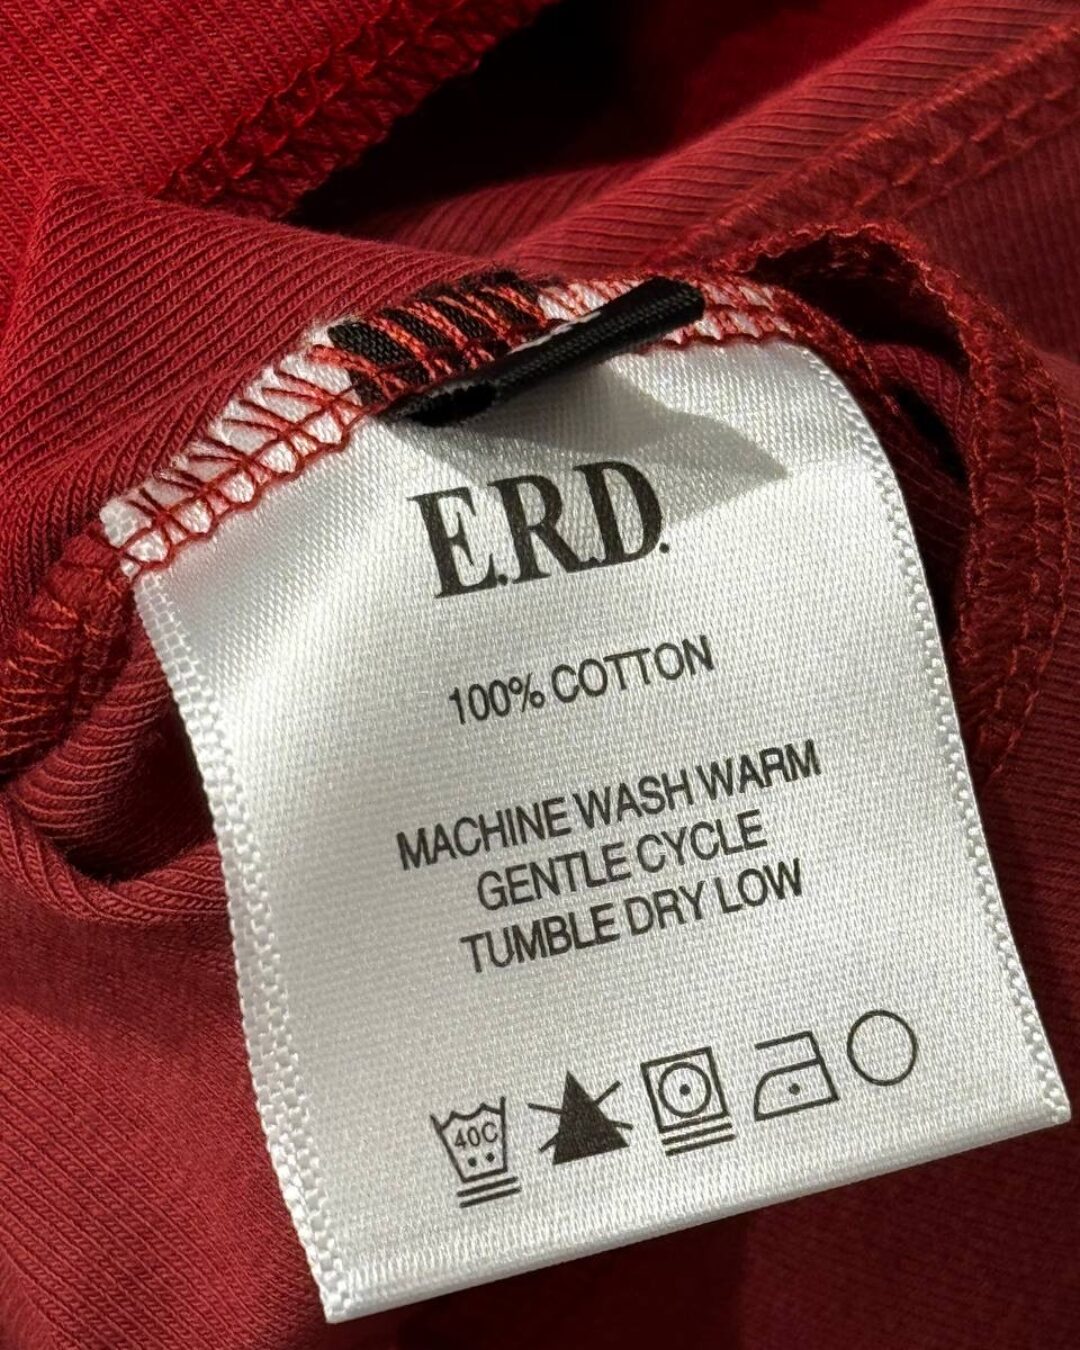 E.R.D.
100% COTTON
MACHINE WASH WARM
GENTLE CYCLE
TUMBLE DRY LOW
40C